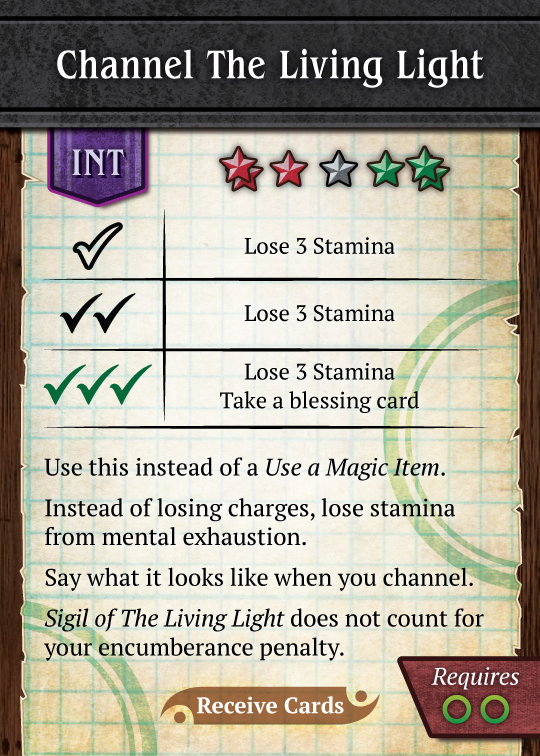 Channel The Living Light
INT
Lose 3 Stamina
Lose 3 Stamina
Lose 3 Stamina
Take a blessing card
Use this instead of a Use a Magic Item.
Instead of losing charges, lose stamina
from mental exhaustion.
Say what it looks like when you channel.
Sigil of The Living Light does not count for
your encumberance penalty.
Requires
Receive Cards